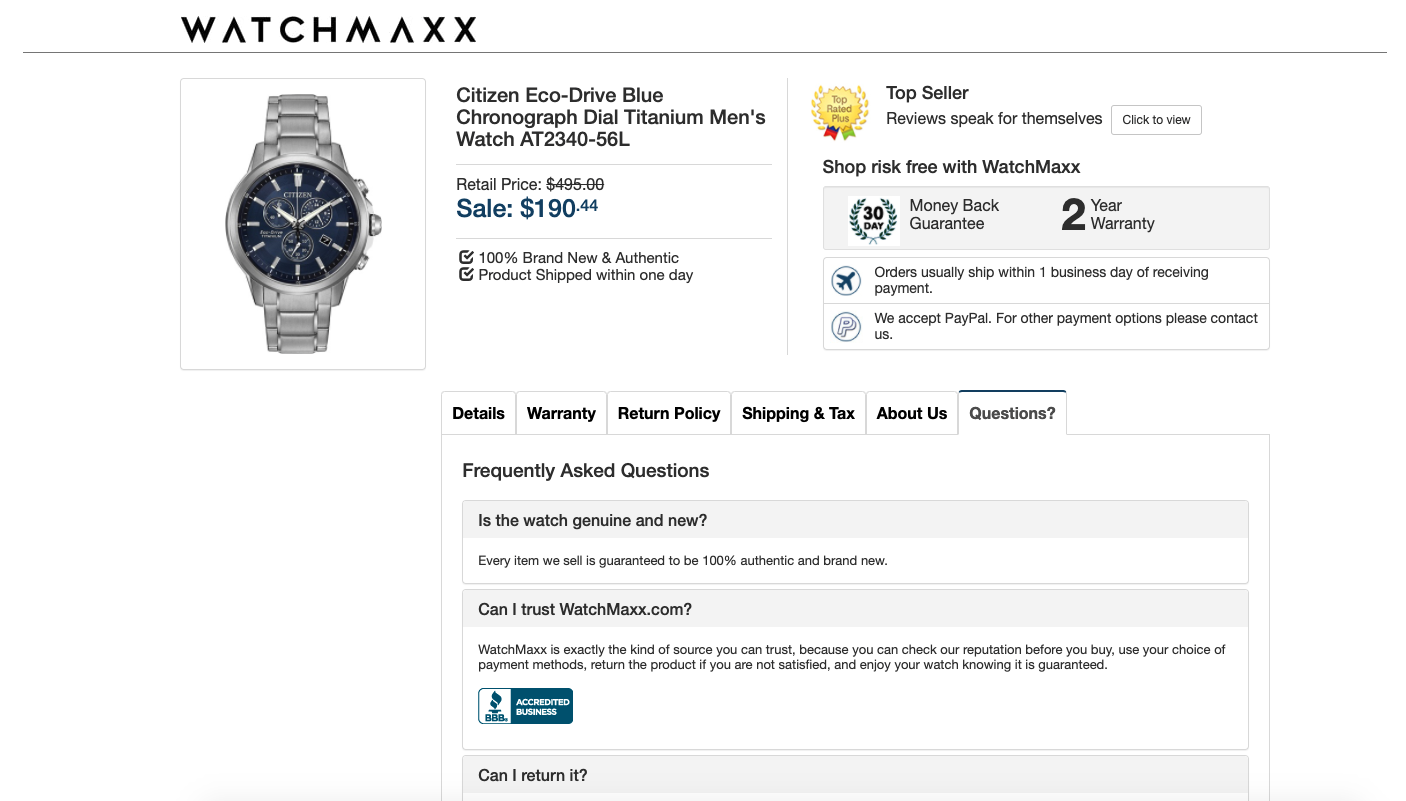 WATCHMAXX
CITIZEN
Eco-Drive
TITANIUM
Citizen Eco-Drive Blue
Chronograph Dial Titanium Men's
Watch AT2340-56L
Retail Price: $495.00
Sale: $190.44
100% Brand New & Authentic
Product Shipped within one day
Top
Rated
Plus
Top Seller
Reviews speak for themselves
Click to view
Shop risk free with WatchMaxx
30
DAY
Money Back
Guarantee
2
Year
Warranty
Orders usually ship within 1 business day of receiving
payment.
We accept PayPal. For other payment options please contact
us.
Details
Warranty
Return Policy
Shipping & Tax
About Us
Questions?
Frequently Asked Questions
Is the watch genuine and new?
Every item we sell is guaranteed to be 100% authentic and brand new.
Can I trust WatchMaxx.com?
WatchMaxx is exactly the kind of source you can trust, because you can check our reputation before you buy, use your choice of
payment methods, return the product if you are not satisfied, and enjoy your watch knowing it is guaranteed.
BBB.
ACCREDITED
BUSINESS
Can I return it?